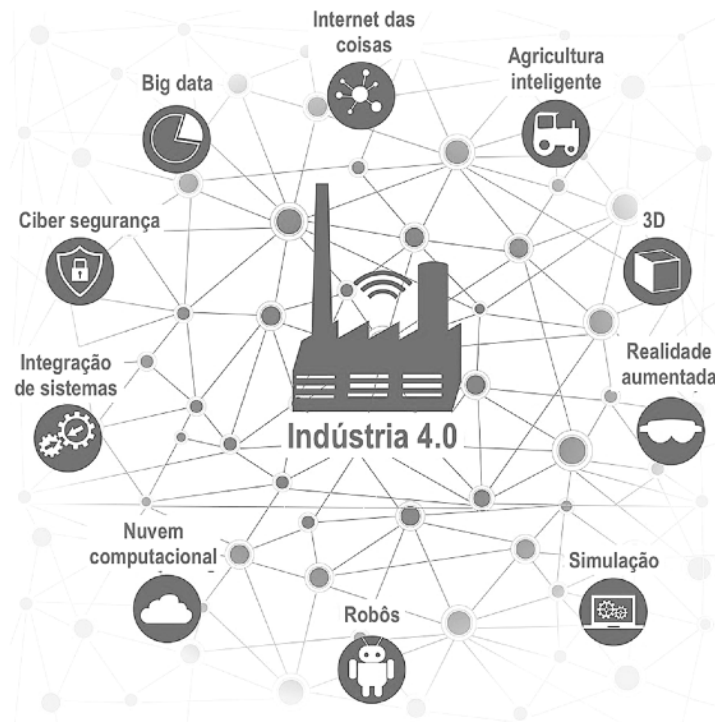 Internet das
coisas
Agricultura
inteligente
Big data
Ciber segurança
3D
Integração
de sistemas
Realidade
aumentada
Indústria 4.0
Nuvem
computacional
Simulação
Robôs